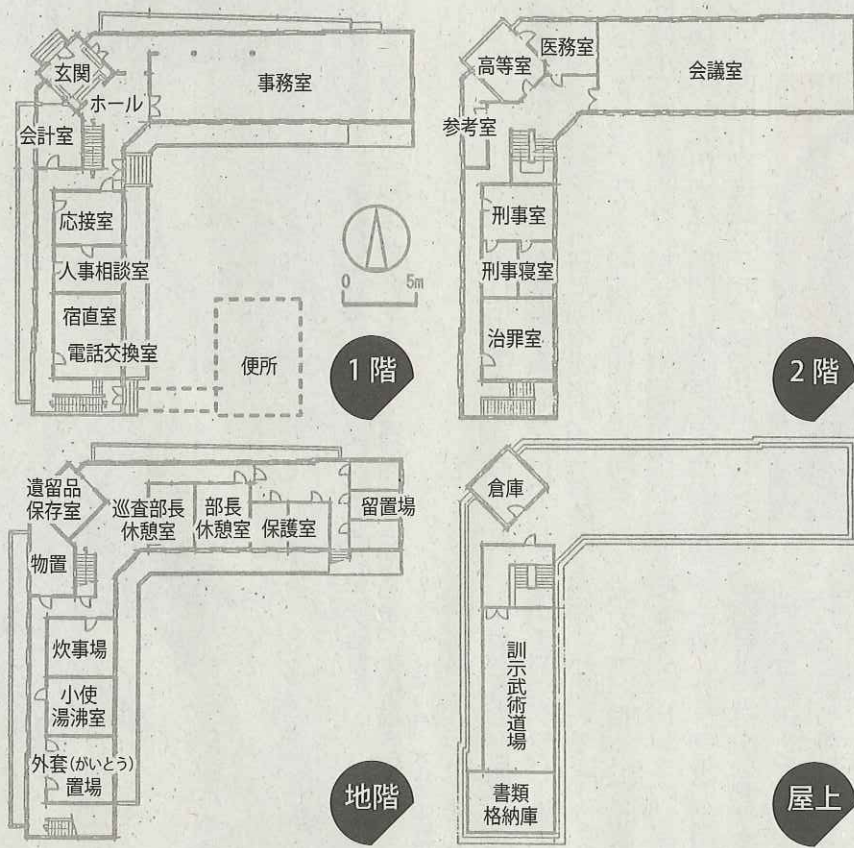 玄関
ホール
事務室
会計室
応接室
人事相談室
宿直室
電話交換室
便所
0 5m
1階
高等室
医務室
会議室
参考室
刑事室
刑事寝室
治罪室
2階
遺留品
保存室
巡査部長
休憩室
部長
休憩室
保護室
留置場
物置
炊事場
小使
湯沸室
外套(がいとう)
置場
地階
倉庫
訓示武術道場
書類
格納庫
屋上